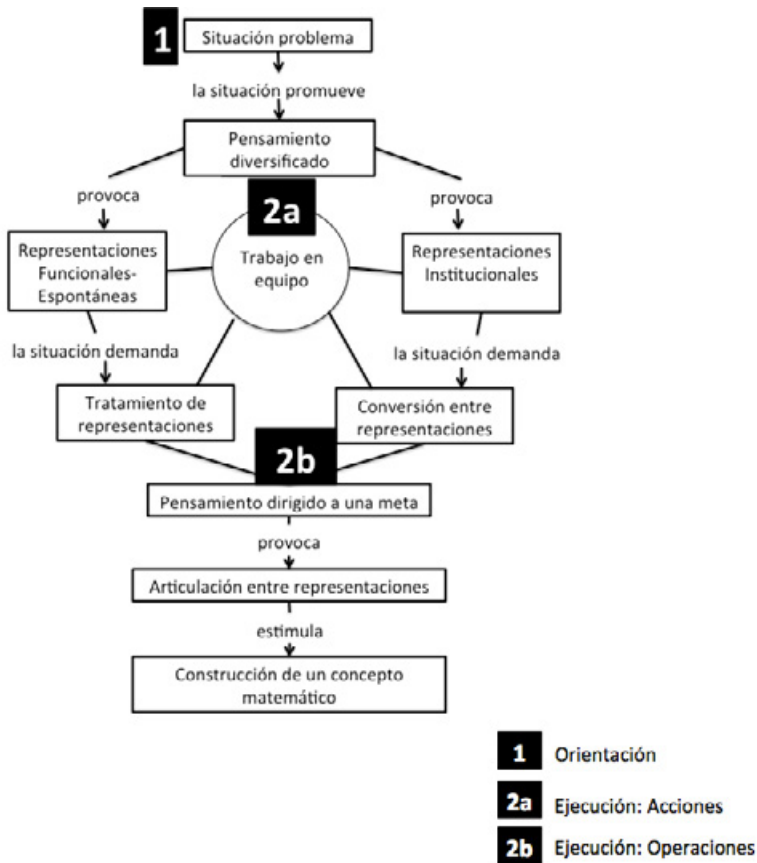 1
Situación problema
la situación promueve
Pensamiento
diversificado
provoca
provoca
2a
Representaciones
Funcionales-
Espontáneas
Trabajo en
equipo
Representaciones
Institucionales
la situación demanda
la situación demanda
Tratamiento de
representaciones
Conversión entre
representaciones
2b
Pensamiento dirigido a una meta
provoca
Articulación entre representaciones
estimula
Construcción de un concepto
matemático
1 Orientación
2a Ejecución: Acciones
2b Ejecución: Operaciones